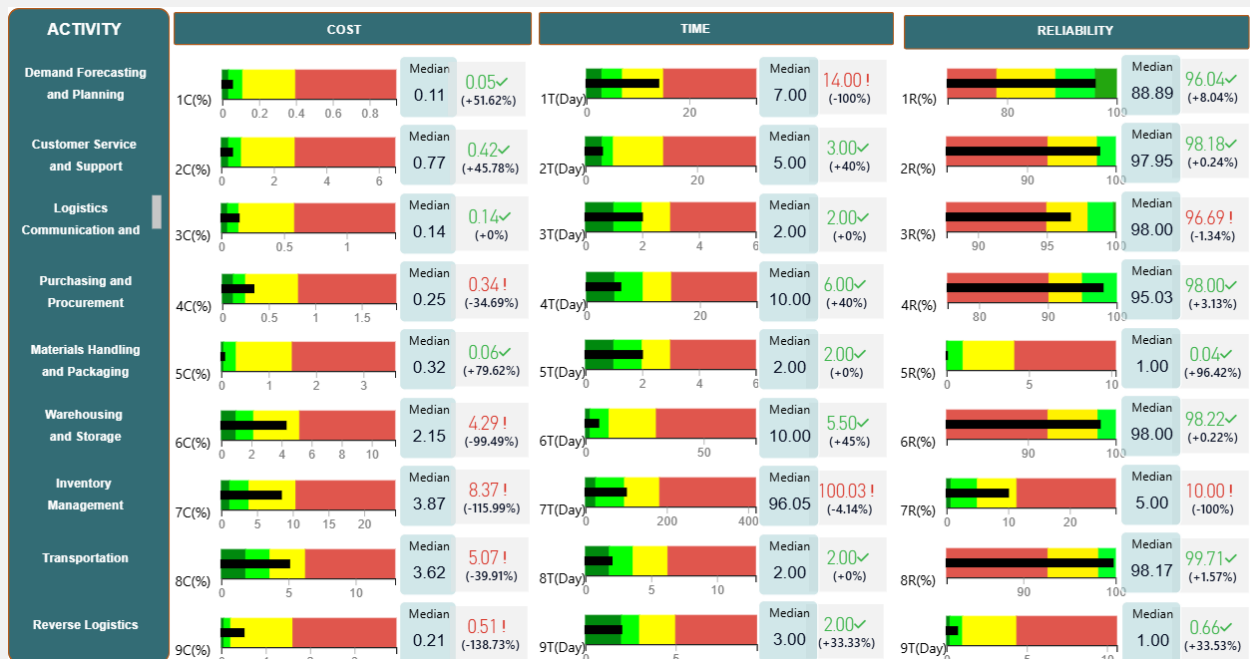 ACTIVITY
COST
TIME
RELIABILITY
Demand Forecasting
and Planning
1C(%)
0 0.2 0.4 0.6 0.8
Median
0.11
0.05✓
(+51.62%)
1T(Day)
0 20
Median
7.00
14.00 !
(-100%)
1R(%)
80 100
Median
88.89
96.04✓
(+8.04%)
Customer Service
and Support
2C(%)
0 2 4 6
Median
0.77
0.42✓
(+45.78%)
2T(Day)
0 20
Median
5.00
3.00✓
(+40%)
2R(%)
90 100
Median
97.95
98.18✓
(+0.24%)
Logistics
Communication and
3C(%)
0 0.5 1
Median
0.14
0.14✓
(+0%)
3T(Day)
0 2 4 6
Median
2.00
2.00✓
(+0%)
3R(%)
90 95 100
Median
98.00
96.69 !
(-1.34%)
Purchasing and
Procurement
4C(%)
0 0.5 1 1.5
Median
0.25
0.34 !
(-34.69%)
4T(Day)
0 20
Median
10.00
6.00✓
(+40%)
4R(%)
80 90 100
Median
95.03
98.00✓
(+3.13%)
Materials Handling
and Packaging
5C(%)
0 1 2 3
Median
0.32
0.06✓
(+79.62%)
5T(Day)
0 2 4 6
Median
2.00
2.00✓
(+0%)
5R(%)
0 5 10
Median
1.00
0.04✓
(+96.42%)
Warehousing
and Storage
6C(%)
0 2 4 6 8 10
Median
2.15
4.29 !
(-99.49%)
6T(Day)
0 50
Median
10.00
5.50✓
(+45%)
6R(%)
90 100
Median
98.00
98.22✓
(+0.22%)
Inventory
Management
7C(%)
0 5 10 15 20
Median
3.87
8.37 !
(-115.99%)
7T(Day)
0 200 400
Median
96.05
100.03 !
(-4.14%)
7R(%)
0 10 20
Median
5.00
10.00 !
(-100%)
Transportation
8C(%)
0 5 10
Median
3.62
5.07 !
(-39.91%)
8T(Day)
0 5 10
Median
2.00
2.00✓
(+0%)
8R(%)
90 100
Median
98.17
99.71✓
(+1.57%)
Reverse Logistics
9C(%)
Median
0.21
0.51 !
(-138.73%)
9T(Day)
5
Median
3.00
2.00✓
(+33.33%)
9T(Day)
Median
1.00
0.66✓
(+33.53%)